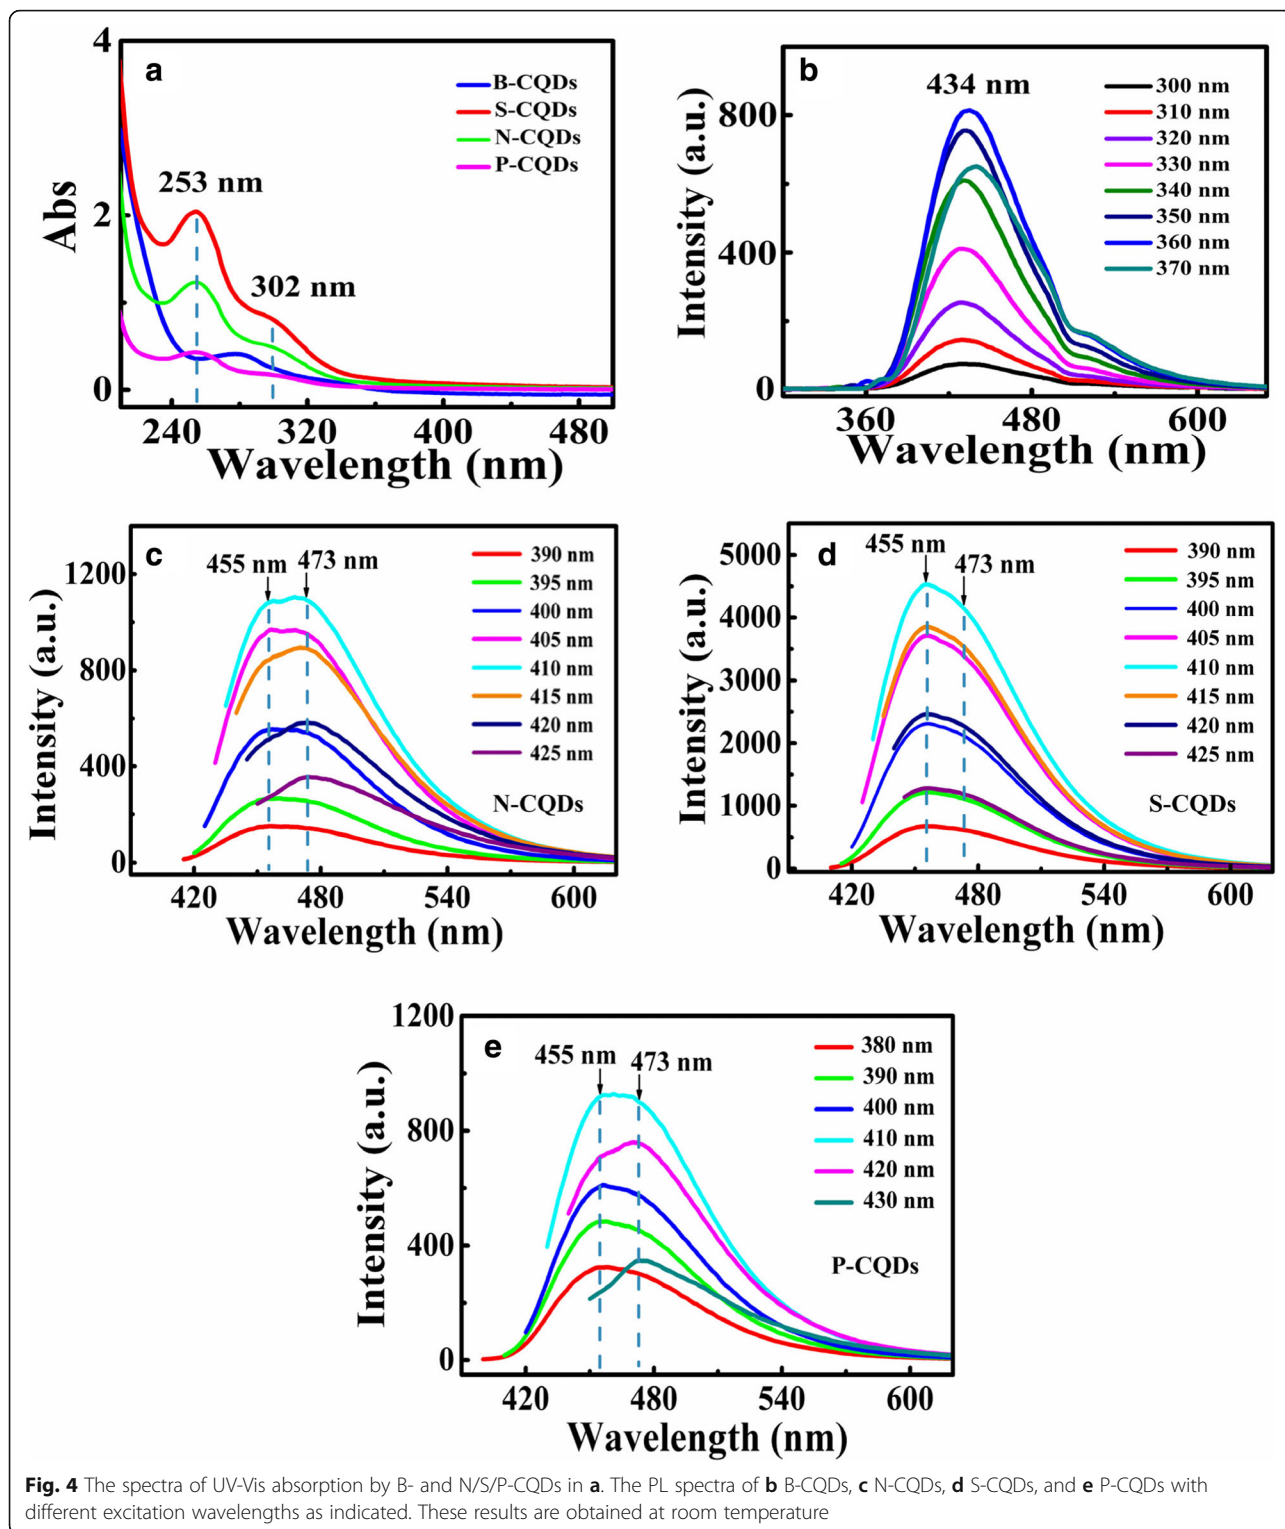 a
4
2
0
Abs
B-CQDs
S-CQDs
N-CQDs
P-CQDs
253 nm
302 nm
240 320 400 480
Wavelength (nm)
b
434 nm
800
400
0
Intensity (a.u.)
300 nm
310 nm
320 nm
330 nm
340 nm
350 nm
360 nm
370 nm
360 480 600
Wavelength (nm)
c
455 nm
473 nm
1200
800
400
0
Intensity (a.u.)
390 nm
395 nm
400 nm
405 nm
410 nm
415 nm
420 nm
425 nm
N-CQDs
420 480 540 600
Wavelength (nm)
d
455 nm
473 nm
5000
4000
3000
2000
1000
0
Intensity (a.u.)
390 nm
395 nm
400 nm
405 nm
410 nm
415 nm
420 nm
425 nm
S-CQDs
420 480 540 600
Wavelength (nm)
e
455 nm
473 nm
1200
800
400
0
Intensity (a.u.)
380 nm
390 nm
400 nm
410 nm
420 nm
430 nm
P-CQDs
420 480 540 600
Wavelength (nm)
Fig. 4 The spectra of UV-Vis absorption by B- and N/S/P-CQDs in a. The PL spectra of b B-CQDs, c N-CQDs, d S-CQDs, and e P-CQDs with
different excitation wavelengths as indicated. These results are obtained at room temperature